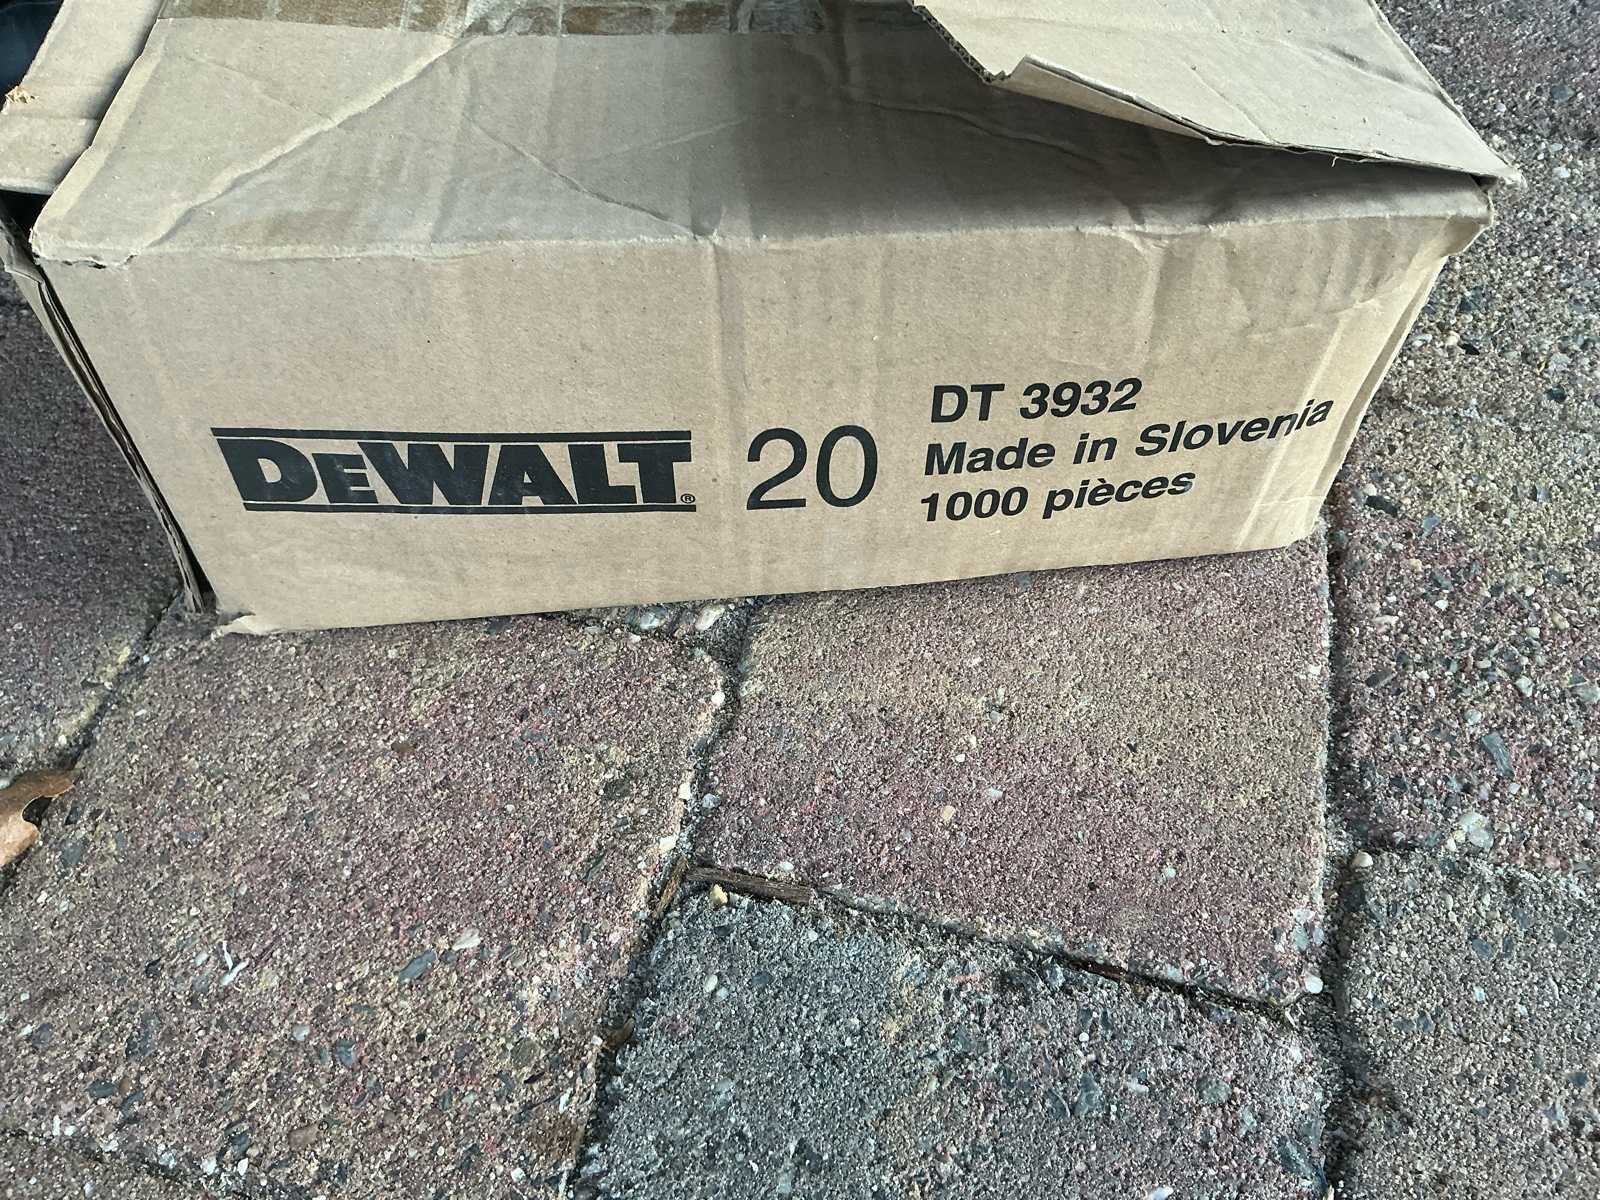 DeWALT® 20
DT 3932
Made in Slovenia
1000 pièces